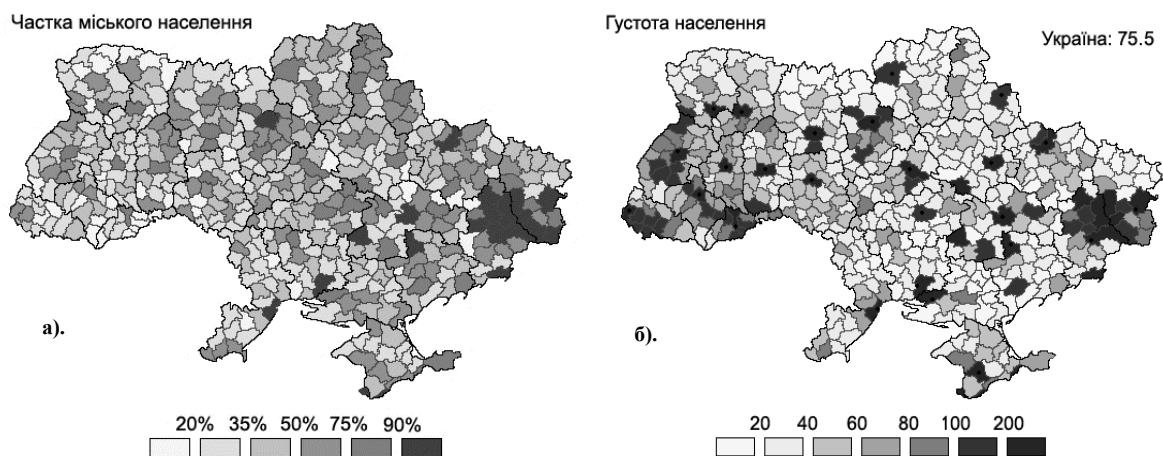 Частка міського населення
Густота населення
Україна: 75.5
а).
б).
20% 35% 50% 75% 90%
20 40 60 80 100 200